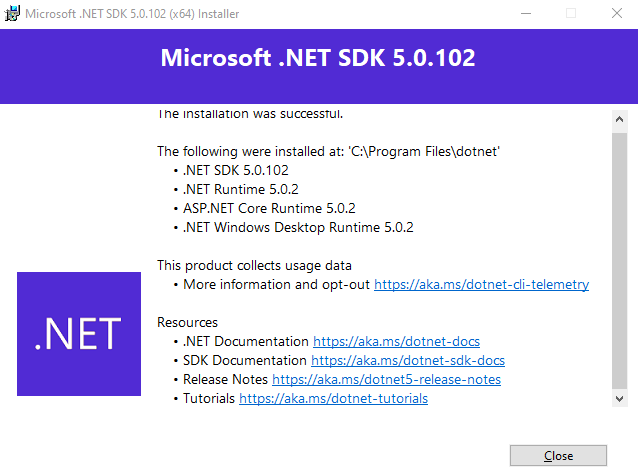 Microsoft .NET SDK 5.0.102 (x64) Installer
Microsoft .NET SDK 5.0.102
The installation was successful.
The following were installed at: 'C:\Program Files\dotnet'
• .NET SDK 5.0.102
• .NET Runtime 5.0.2
• ASP.NET Core Runtime 5.0.2
• .NET Windows Desktop Runtime 5.0.2
This product collects usage data
• More information and opt-out https://aka.ms/dotnet-cli-telemetry
Resources
• .NET Documentation https://aka.ms/dotnet-docs
• SDK Documentation https://aka.ms/dotnet-sdk-docs
• Release Notes https://aka.ms/dotnet5-release-notes
• Tutorials https://aka.ms/dotnet-tutorials
.NET
Close